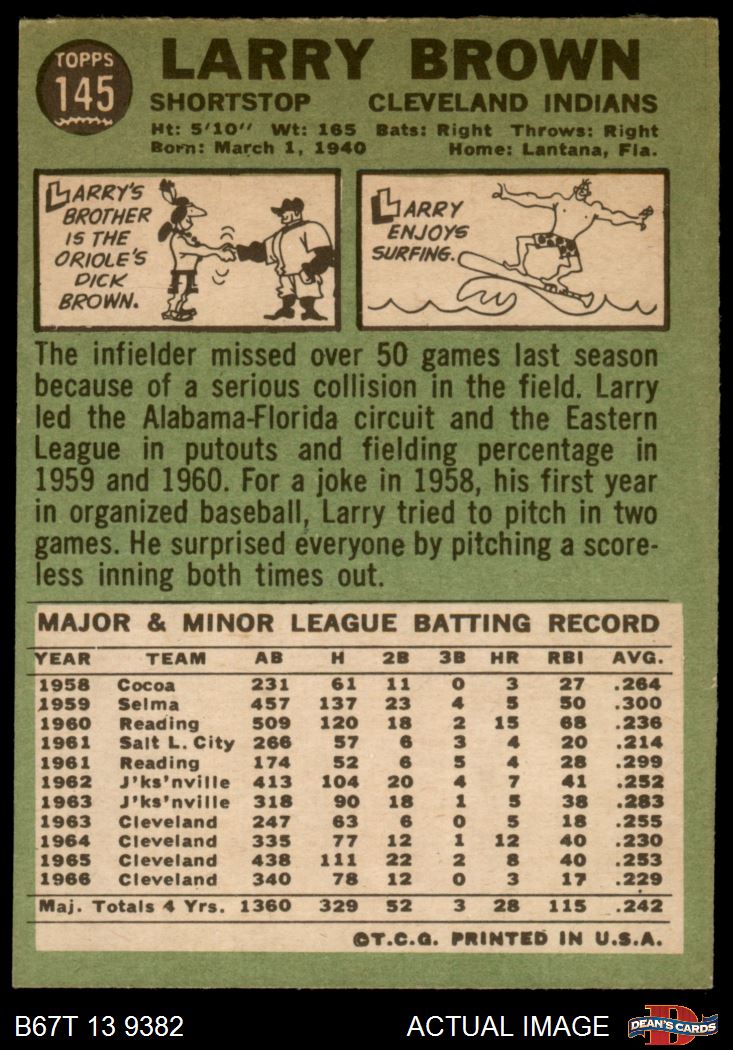 TOPPS
145
LARRY BROWN
SHORTSTOP CLEVELAND INDIANS
Ht: 5'10" Wt: 165 Bats: Right Throws: Right
Born: March 1, 1940 Home: Lantana, Fla.
LARRY'S
BROTHER
IS THE
ORIOLE'S
DICK
BROWN.
LARRY
ENJOYS
SURFING.
The infielder missed over 50 games last season
because of a serious collision in the field. Larry
led the Alabama-Florida circuit and the Eastern
League in putouts and fielding percentage in
1959 and 1960. For a joke in 1958, his first year
in organized baseball, Larry tried to pitch in two
games. He surprised everyone by pitching a score-
less inning both times out.
MAJOR & MINOR LEAGUE BATTING RECORD
YEAR TEAM AB H 2B 3B HR RBI AVG.
1958 Cocoa 231 61 11 0 3 27 .264
1959 Selma 457 137 23 4 5 50 .300
1960 Reading 509 120 18 2 15 68 .236
1961 Salt L. City 266 57 6 3 4 20 .214
1961 Reading 174 52 6 5 4 28 .299
1962 J'ks'nville 413 104 20 4 7 41 .252
1963 J'ks'nville 318 90 18 1 5 38 .283
1963 Cleveland 247 63 6 0 5 18 .255
1964 Cleveland 335 77 12 1 12 40 .230
1965 Cleveland 438 111 22 2 8 40 .253
1966 Cleveland 340 78 12 0 3 17 .229
Maj. Totals 4 Yrs. 1360 329 52 3 28 115 .242
©T.C.G. PRINTED IN U.S.A.
B67T 13 9382 ACTUAL IMAGE
D
DEAN'S CARDS